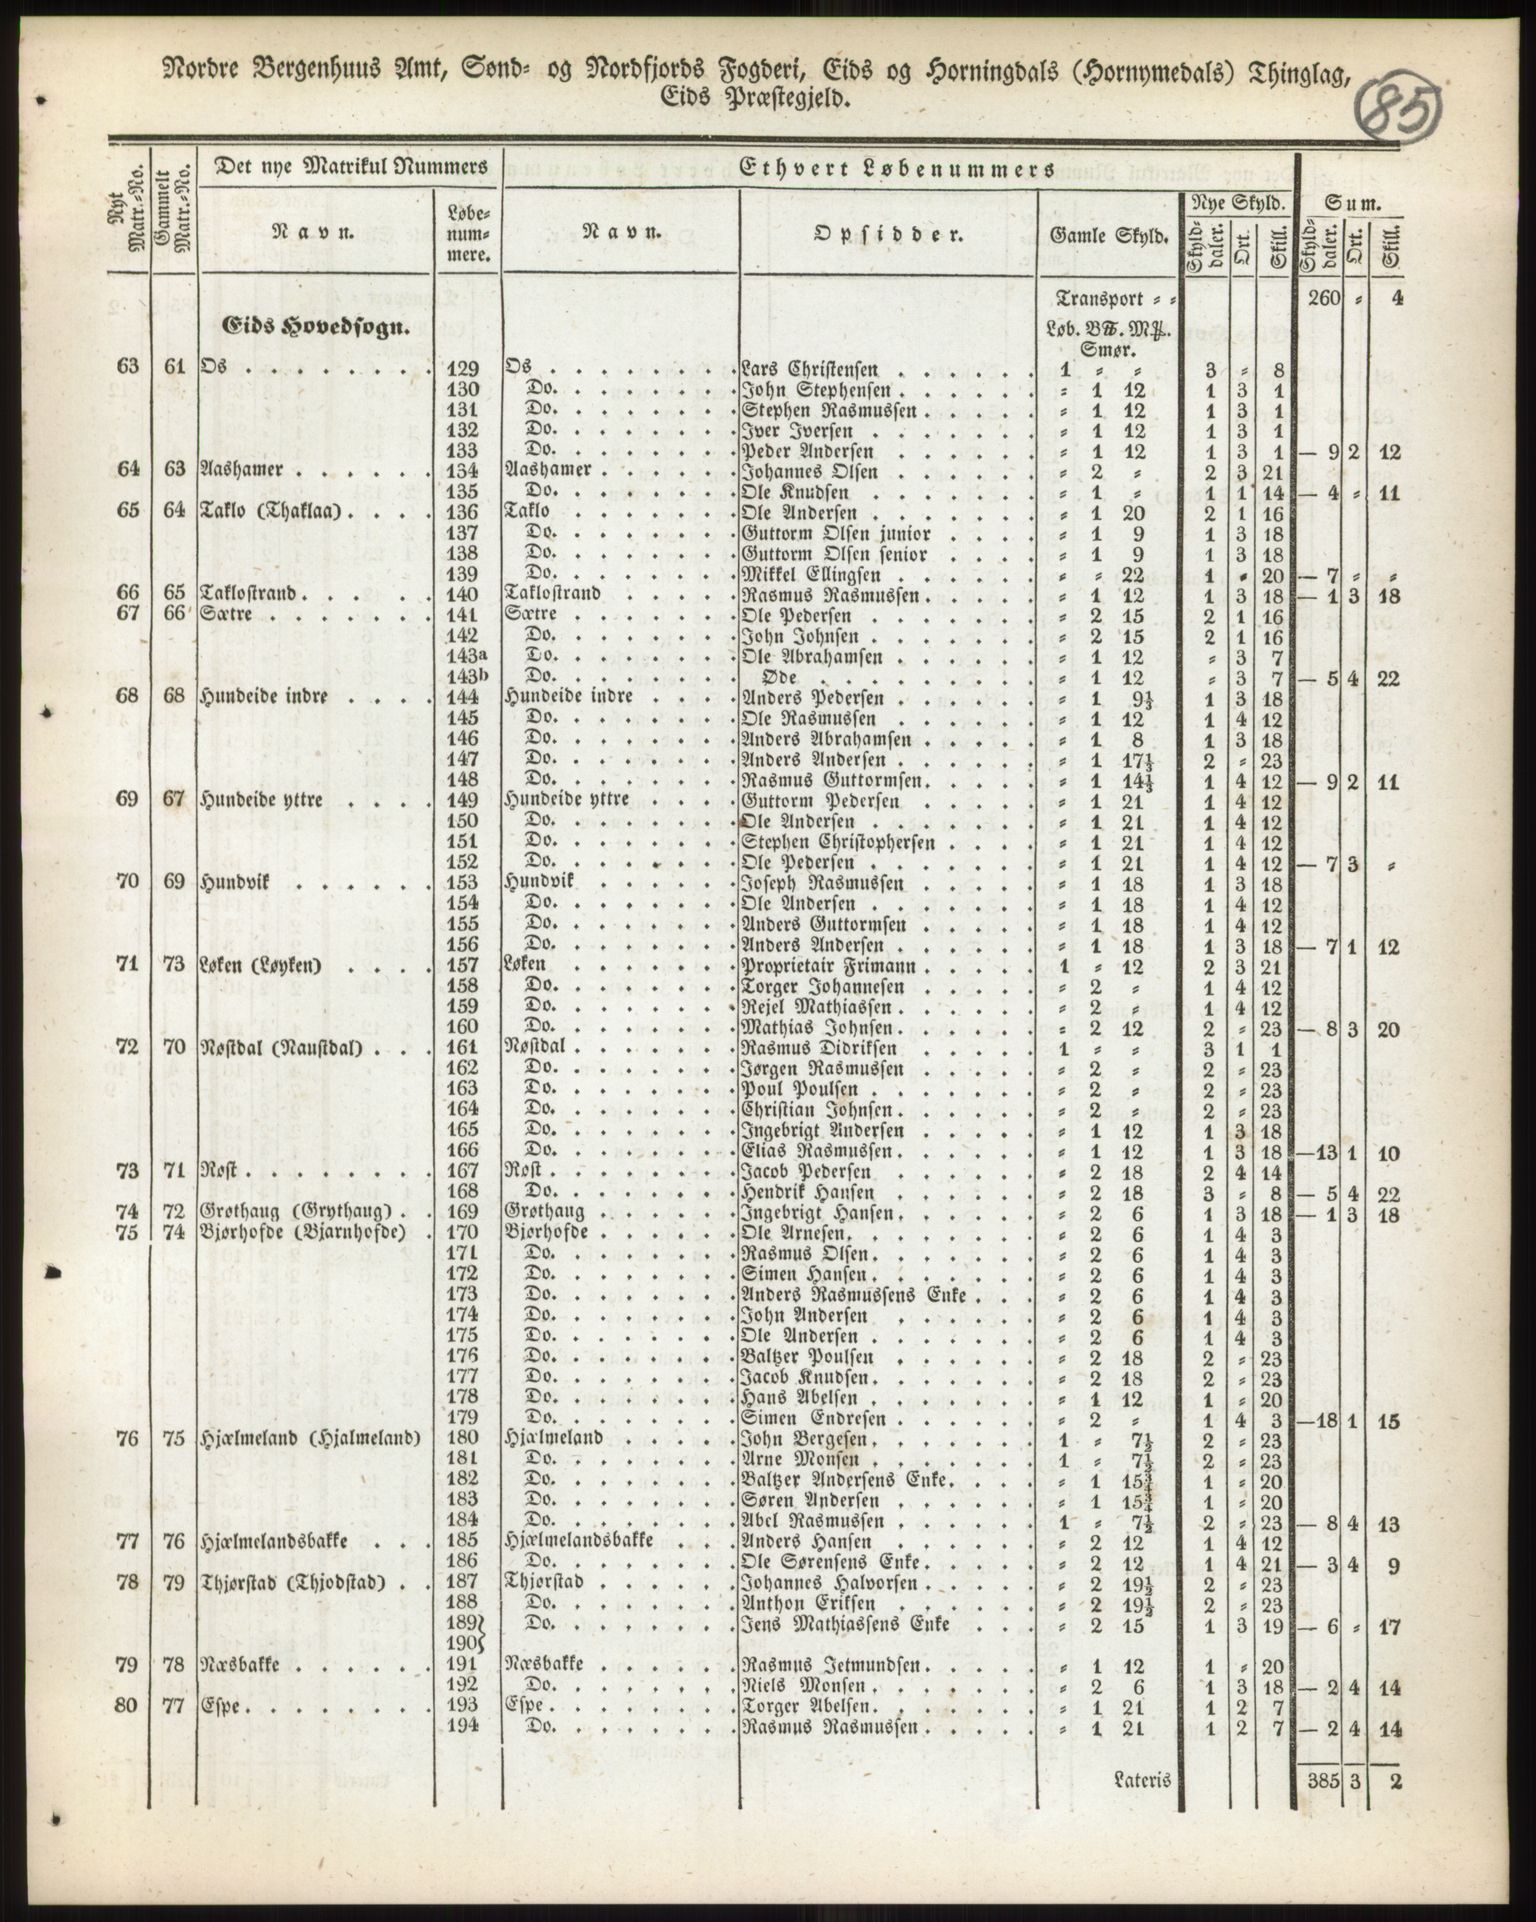 Nordre Bergenhuus Amt, Sønd- og Nordfjords Fogderi, Eids og Horningdals (Hornymedals) Thinglag,
Eids Præstegjeld.
85
Nyt Matr.-No. Gammelt Matr.-No. Det nye Matrikul Nummers Ethvert Løbenummers
Navn. Løbe-nummere. Navn. Opsidder. Gamle Skyld. Nye Skyld. Sum.
Skylddaler. Ort. Skill. Skylddaler. Ort. Skill.
Transport = = 260 = 4
Eids Hovedsogn. Løb. B℔. M℔.
Smør.
63 61 Os 129 Os Lars Christensen 1 = = 3 = 8
130 Do. John Stephensen = 1 12 1 3 1
131 Do. Stephen Rasmussen = 1 12 1 3 1
132 Do. Iver Iversen = 1 12 1 3 1
133 Do. Peder Andersen = 1 12 1 3 1 — 9 2 12
64 63 Aashamer 134 Aashamer Johannes Olsen = 2 = 2 3 21
135 Do. Ole Knudsen = 1 = 1 1 14 — 4 = 11
65 64 Taklo (Thaklaa) 136 Taklo Ole Andersen = 1 20 2 1 16
137 Do. Guttorm Olsen junior = 1 9 1 3 18
138 Do. Guttorm Olsen senior = 1 9 1 3 18
139 Do. Mikkel Ellingsen = = 22 1 = 20 — 7 = =
66 65 Taklostrand 140 Taklostrand Rasmus Rasmussen = 1 12 1 3 18 — 1 3 18
67 66 Sætre 141 Sætre Ole Pedersen = 2 15 2 1 16
142 Do. John Johnsen = 2 15 2 1 16
143a Do. Ole Abrahamsen = 1 12 = 3 7
143b Do. Øde = 1 12 = 3 7 — 5 4 22
68 68 Hundeide indre 144 Hundeide indre Anders Pedersen = 1 9⅓ 1 3 18
145 Do. Ole Rasmussen = 1 12 1 4 12
146 Do. Anders Abrahamsen = 1 8 1 3 18
147 Do. Anders Andersen = 1 17⅓ 2 = 23
148 Do. Rasmus Guttormsen = 1 14⅓ 1 4 12 — 9 2 11
69 67 Hundeide yttre 149 Hundeide yttre Guttorm Pedersen = 1 21 1 4 12
150 Do. Ole Andersen = 1 21 1 4 12
151 Do. Stephen Christophersen = 1 21 1 4 12
152 Do. Ole Pedersen = 1 21 1 4 12 — 7 3 =
70 69 Hundvik 153 Hundvik Joseph Rasmussen = 1 18 1 3 18
154 Do. Ole Andersen = 1 18 1 4 12
155 Do. Anders Guttormsen = 1 18 1 4 12
156 Do. Anders Andersen = 1 18 1 3 18 — 7 1 12
71 73 Løken (Løyken) 157 Løken Proprietair Frimann 1 = 12 2 3 21
158 Do. Torger Johannesen = 2 = 1 4 12
159 Do. Rejel Mathiassen = 2 = 1 4 12
160 Do. Mathias Johnsen = 2 12 2 = 23 — 8 3 20
72 70 Nøstdal (Naustdal) 161 Nøstdal Rasmus Didriksen 1 = = 3 1 1
162 Do. Jørgen Rasmussen = 2 = 2 = 23
163 Do. Poul Poulsen = 2 = 2 = 23
164 Do. Christian Johnsen = 2 = 2 = 23
165 Do. Ingebrigt Andersen = 1 12 1 3 18
166 Do. Elias Rasmussen = 1 12 1 3 18 — 13 1 10
73 71 Nøst 167 Nøst Jacob Pedersen = 2 18 2 4 14
168 Do. Hendrik Hansen = 2 18 3 = 8 — 5 4 22
74 72 Grøthaug (Grythaug) 169 Grøthaug Ingebrigt Hansen = 2 6 1 3 18 — 1 3 18
75 74 Bjørhofde (Bjarnhofde) 170 Bjørhofde Ole Arnesen = 2 6 1 4 3
171 Do. Rasmus Olsen = 2 6 1 4 3
172 Do. Simen Hansen = 2 6 1 4 3
173 Do. Anders Rasmussens Enke = 2 6 1 4 3
174 Do. John Andersen = 2 6 1 4 3
175 Do. Ole Andersen = 2 6 1 4 3
176 Do. Baltzer Poulsen = 2 18 2 = 23
177 Do. Jacob Knudsen = 2 18 2 = 23
178 Do. Hans Abelsen = 1 12 1 = 20
179 Do. Simen Endresen = 2 = 1 4 3 — 18 1 15
76 75 Hjælmeland (Hjalmeland) 180 Hjælmeland John Bergesen 1 = 7½ 2 = 23
181 Do. Arne Monsen 1 = 7½ 2 = 23
182 Do. Baltzer Andersens Enke = 1 15¾ 1 = 20
183 Do. Søren Andersen = 1 15¾ 1 = 20
184 Do. Abel Rasmussen 1 = 7½ 2 = 23 — 8 4 13
77 76 Hjælmelandsbakke 185 Hjælmelandsbakke Anders Hansen = 2 12 1 4 12
186 Do. Ole Sørensens Enke = 2 12 1 4 21 — 3 4 9
78 79 Thjørstad (Thjodstad) 187 Thjørstad Johannes Halvorsen = 2 19½ 2 = 23
188 Do. Anthon Eriksen = 2 19½ 2 = 23
189} Do. Jens Mathiassens Enke = 2 15 1 3 19 — 6 = 17
190}
79 78 Næsbakke 191 Næsbakke Rasmus Jetmundsen = 1 12 1 = 20
192 Do. Niels Monsen = 2 6 1 3 18 — 2 4 14
80 77 Espe 193 Espe Torger Abelsen = 1 21 1 2 7
194 Do. Rasmus Rasmussen = 1 21 1 2 7 — 2 4 14
Lateris 385 3 2